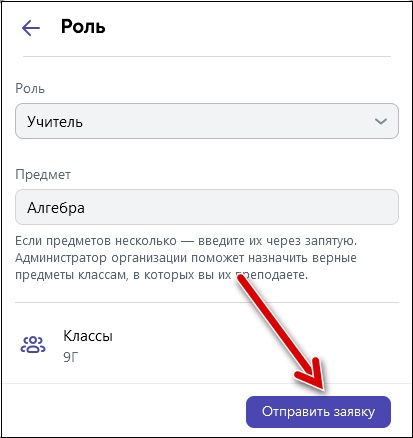 Роль
Роль
Учитель
Предмет
Алгебра
Если предметов несколько — введите их через запятую.
Администратор организации поможет назначить верные
предметы классам, в которых вы их преподаете.
Классы
9Г
Отправить заявку